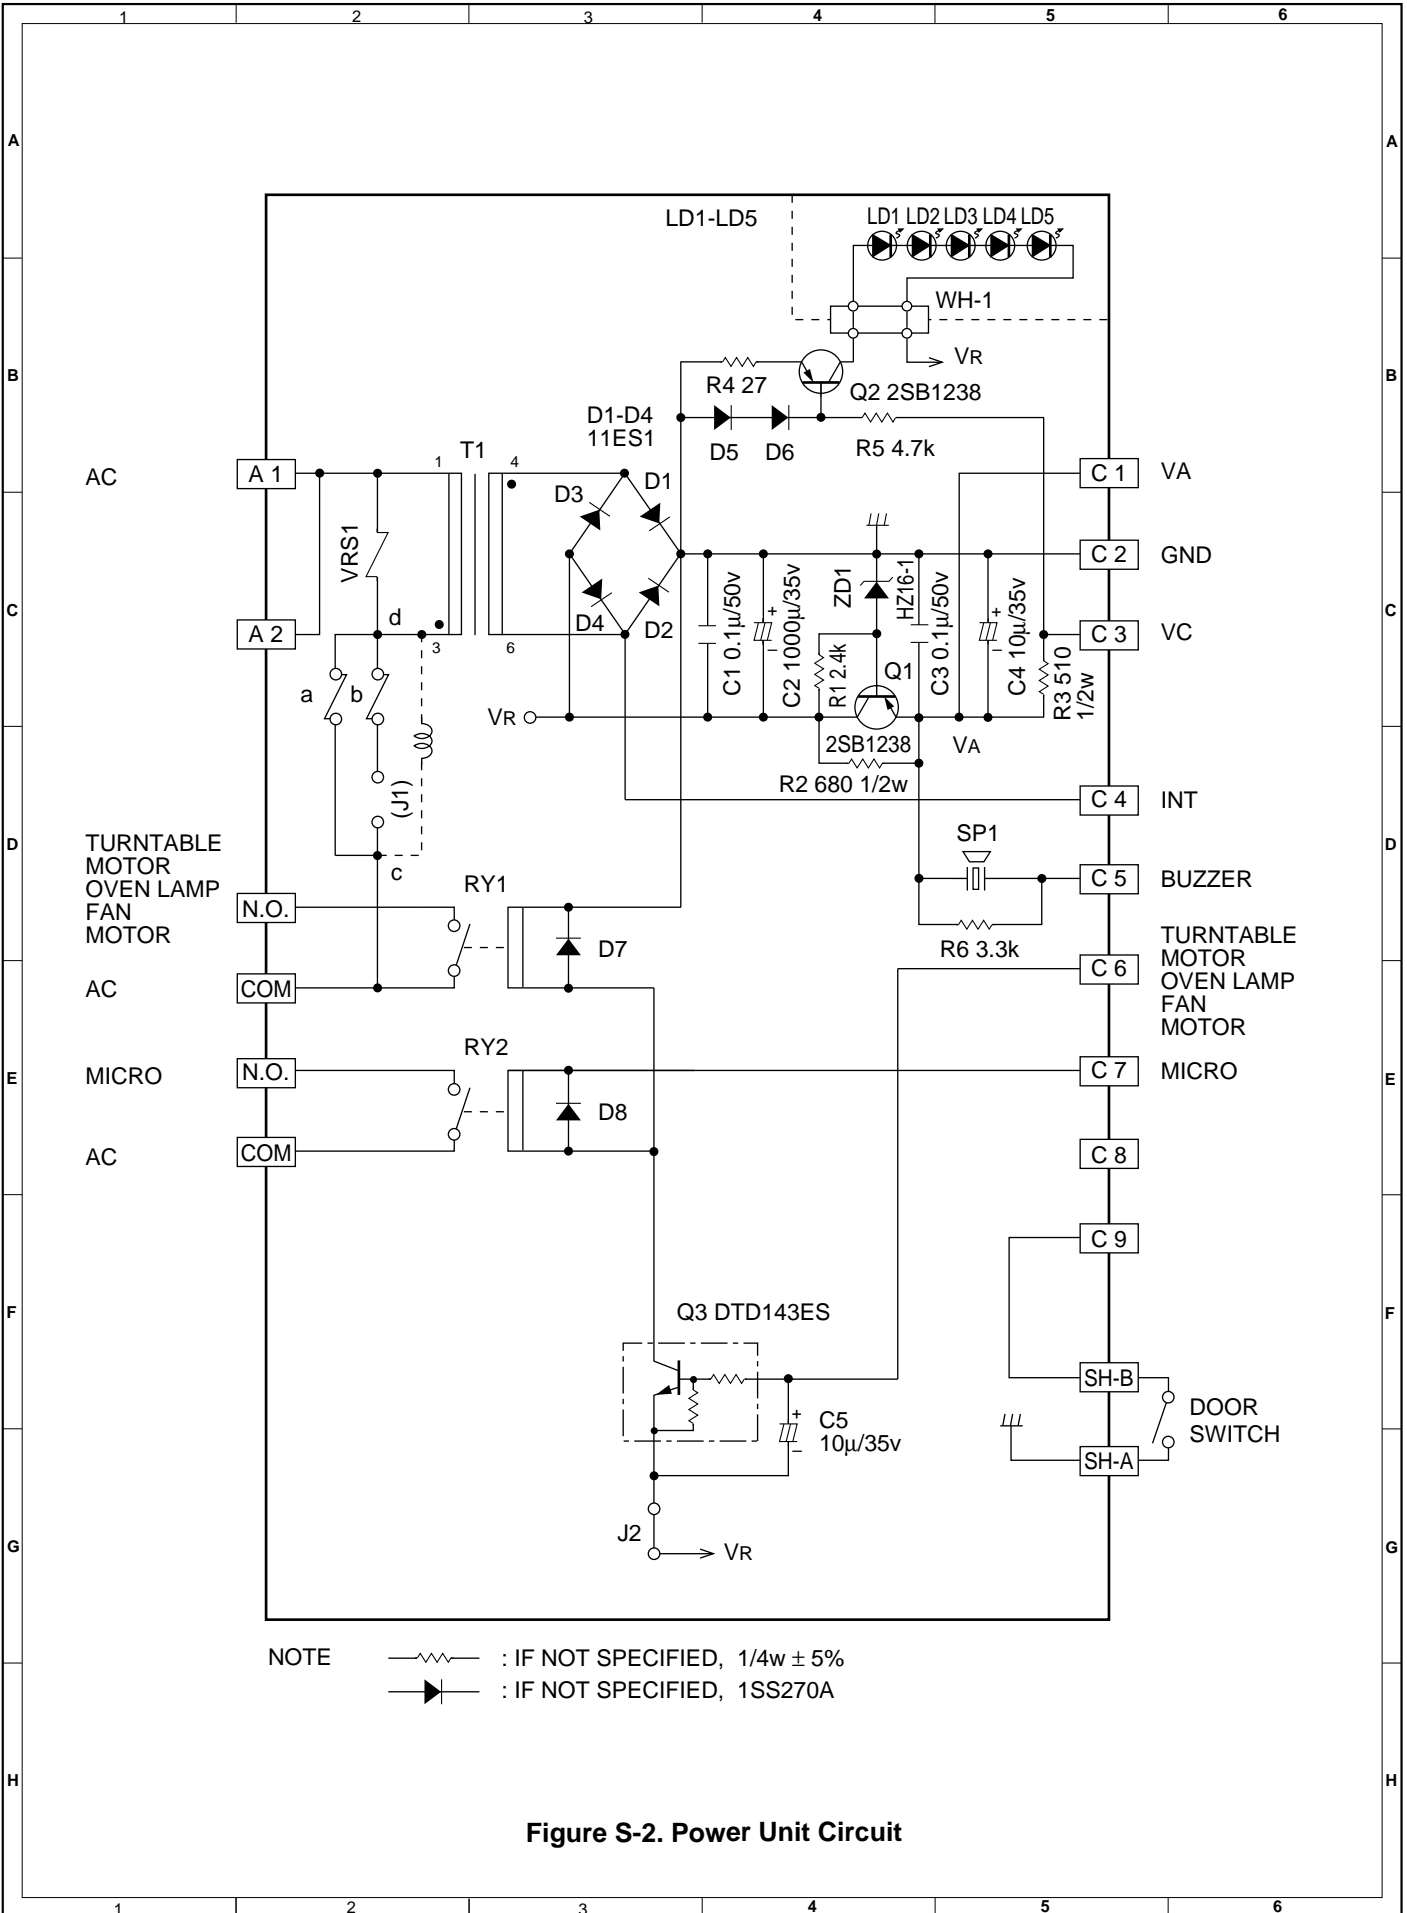 1 2 3 4 5 6
A A
LD1-LD5
LD1 LD2 LD3 LD4 LD5
WH-1
VR
B B
R4 27
Q2 2SB1238
D1-D4
11ES1
D5 D6
R5 4.7k
AC
A 1
1
T1
4
D3
D1
C 1
VA
VRS1
ZD1
HZ16-1
C 2
GND
C C
d
D4
D2
C1 0.1μ/50v
+
–
C2 1000μ/35v
R1 2.4k
Q1
C3 0.1μ/50v
+
–
C4 10μ/35v
A 2
3
6
C 3
VC
R3 510
1/2w
a
b
VR
2SB1238
VA
R2 680 1/2w
(J1)
C 4
INT
D D
TURNTABLE
MOTOR
OVEN LAMP
FAN
MOTOR
c
SP1
C 5
BUZZER
N.O.
RY1
D7
R6 3.3k
TURNTABLE
MOTOR
OVEN LAMP
FAN
MOTOR
C 6
AC
COM
RY2
E E
MICRO
N.O.
C 7
MICRO
D8
AC
COM
C 8
C 9
F F
Q3 DTD143ES
SH-B
DOOR
SWITCH
+
–
C5
10μ/35v
SH-A
G G
J2
VR
NOTE
: IF NOT SPECIFIED, 1/4w ± 5%
: IF NOT SPECIFIED, 1SS270A
H H
Figure S-2. Power Unit Circuit
1 2 3 4 5 6